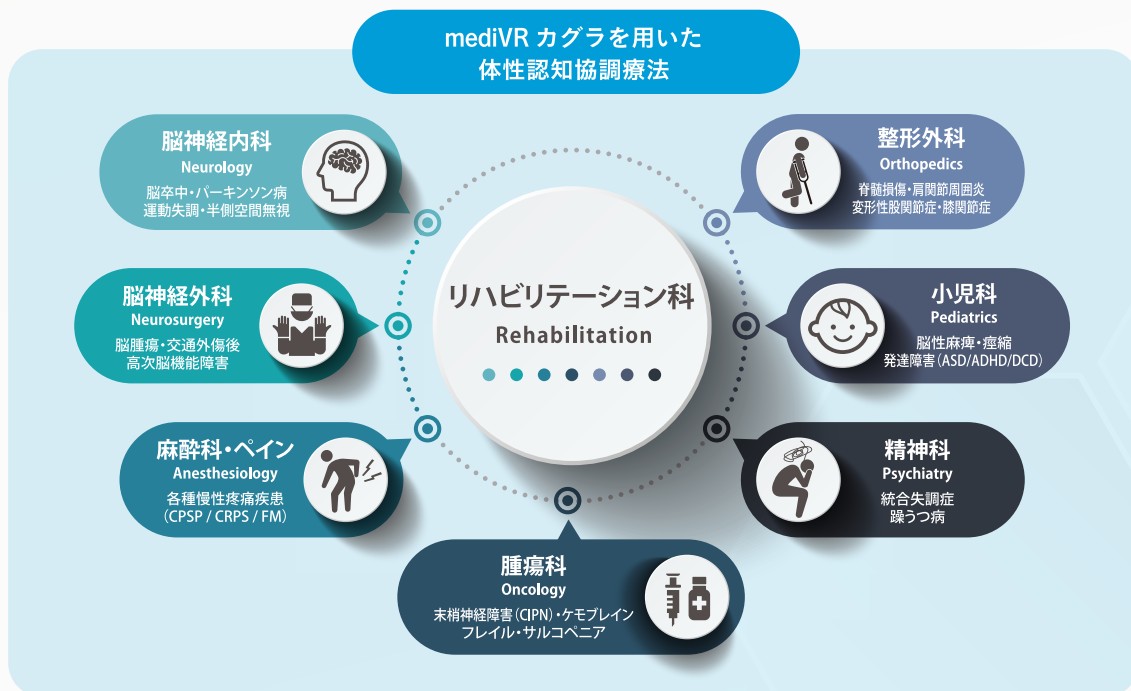 mediVR カグラを用いた
体性認知協調療法
脳神経内科
Neurology
脳卒中・パーキンソン病
運動失調・半側空間無視
整形外科
Orthopedics
脊髄損傷・肩関節周囲炎
変形性股関節症・膝関節症
リハビリテーション科
Rehabilitation
脳神経外科
Neurosurgery
脳腫瘍・交通外傷後
高次脳機能障害
小児科
Pediatrics
脳性麻痺・痙縮
発達障害(ASD/ADHD/DCD)
麻酔科・ペイン
Anesthesiology
各種慢性疼痛疾患
(CPSP / CRPS / FM)
精神科
Psychiatry
統合失調症
躁うつ病
腫瘍科
Oncology
末梢神経障害(CIPN)・ケモブレイン
フレイル・サルコペニア